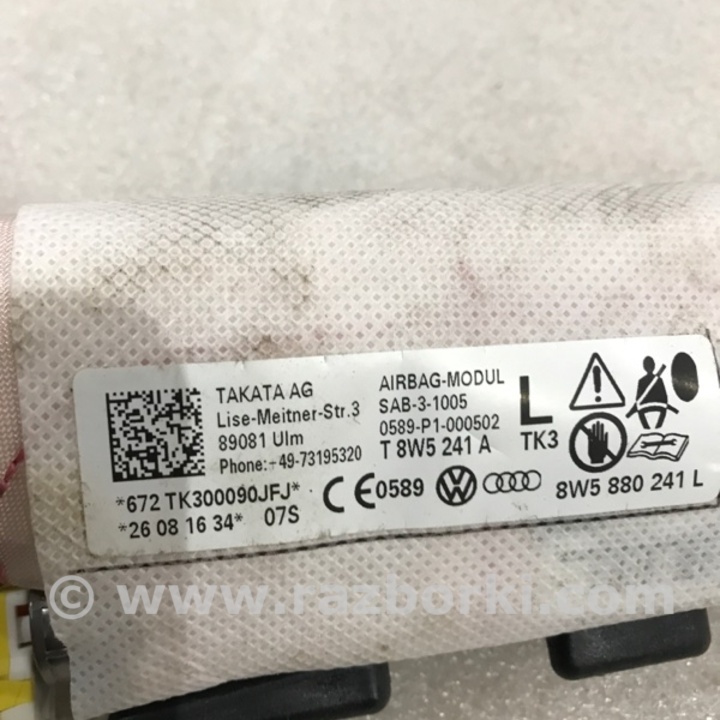 TAKATA AG
Lise-Meitner-Str.3
89081 Ulm
Phone:+49-73195320
AIRBAG-MODUL
SAB-3-1005
0589-P1-000502
T 8W5 241 A
L
TK3
*672 TK300090JFJ*
*26 08 16 34* 07S
CE0589
8W5 880 241 L
© www.razborki.com